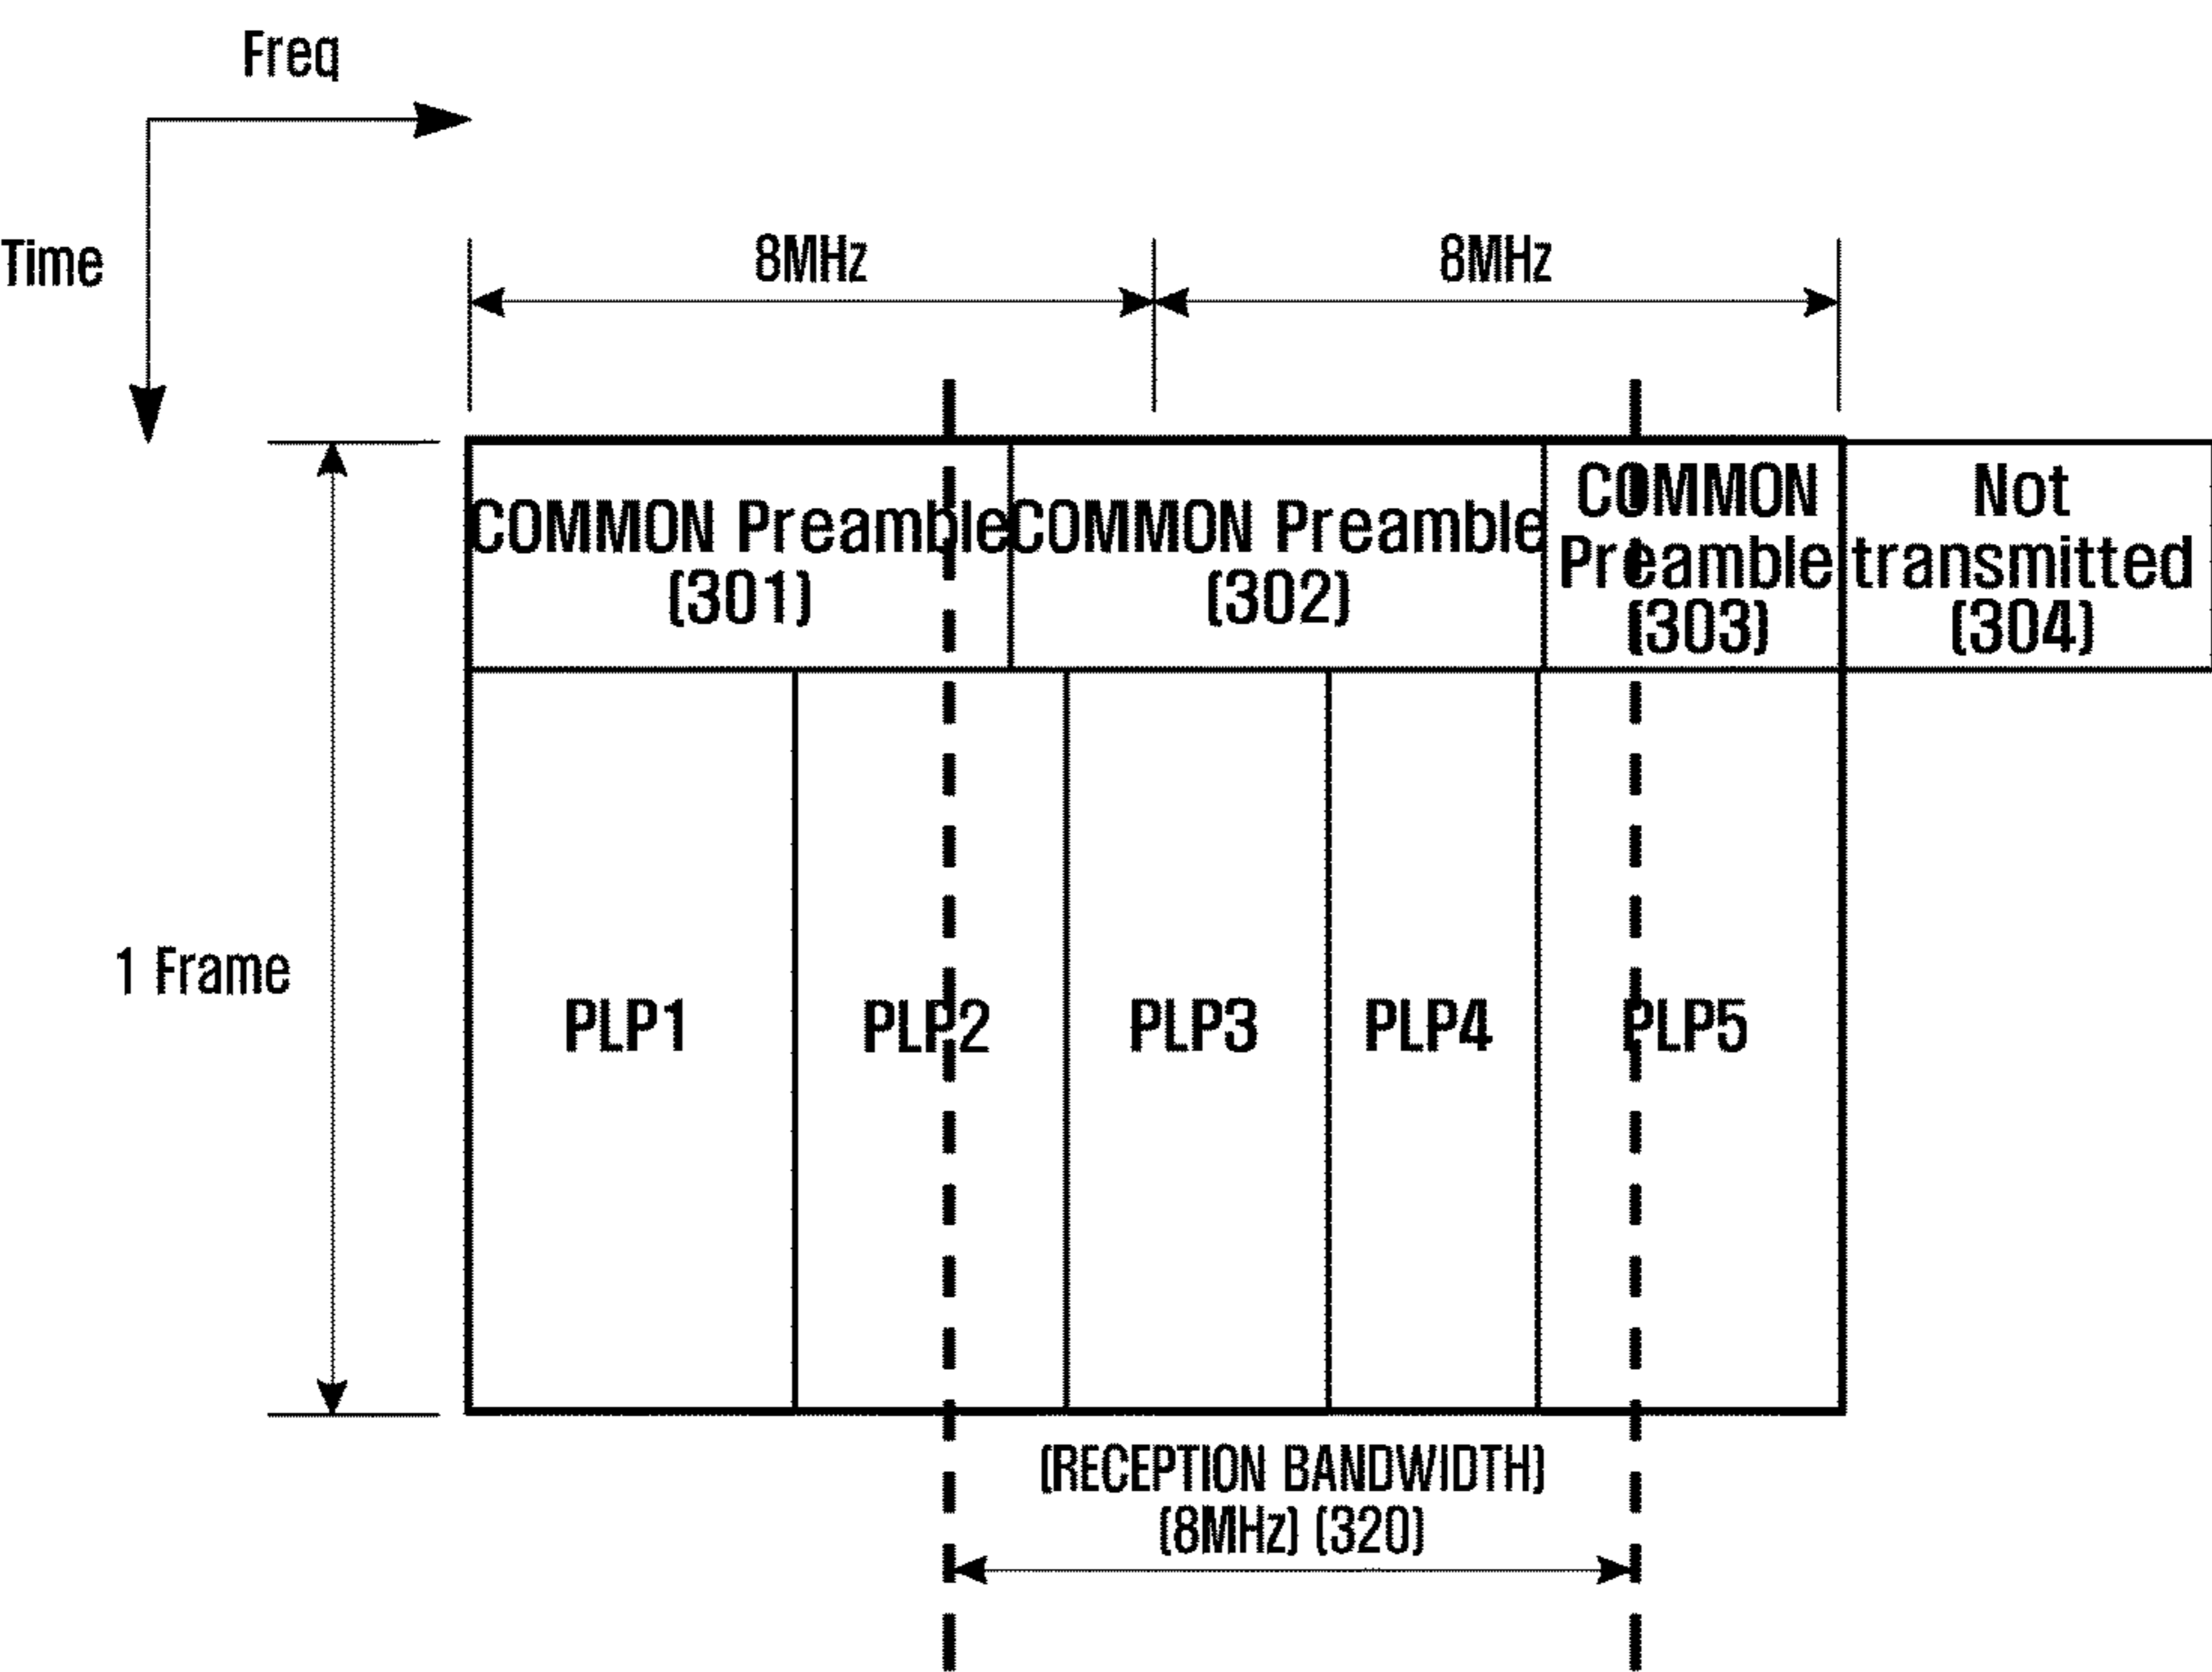 Freq
Time
8MHz
8MHz
COMMON Preamble
(301)
COMMON Preamble
(302)
COMMON
Preamble
(303)
Not
transmitted
(304)
1 Frame
PLP1
PLP2
PLP3
PLP4
PLP5
(RECEPTION BANDWIDTH)
(8MHz) (320)